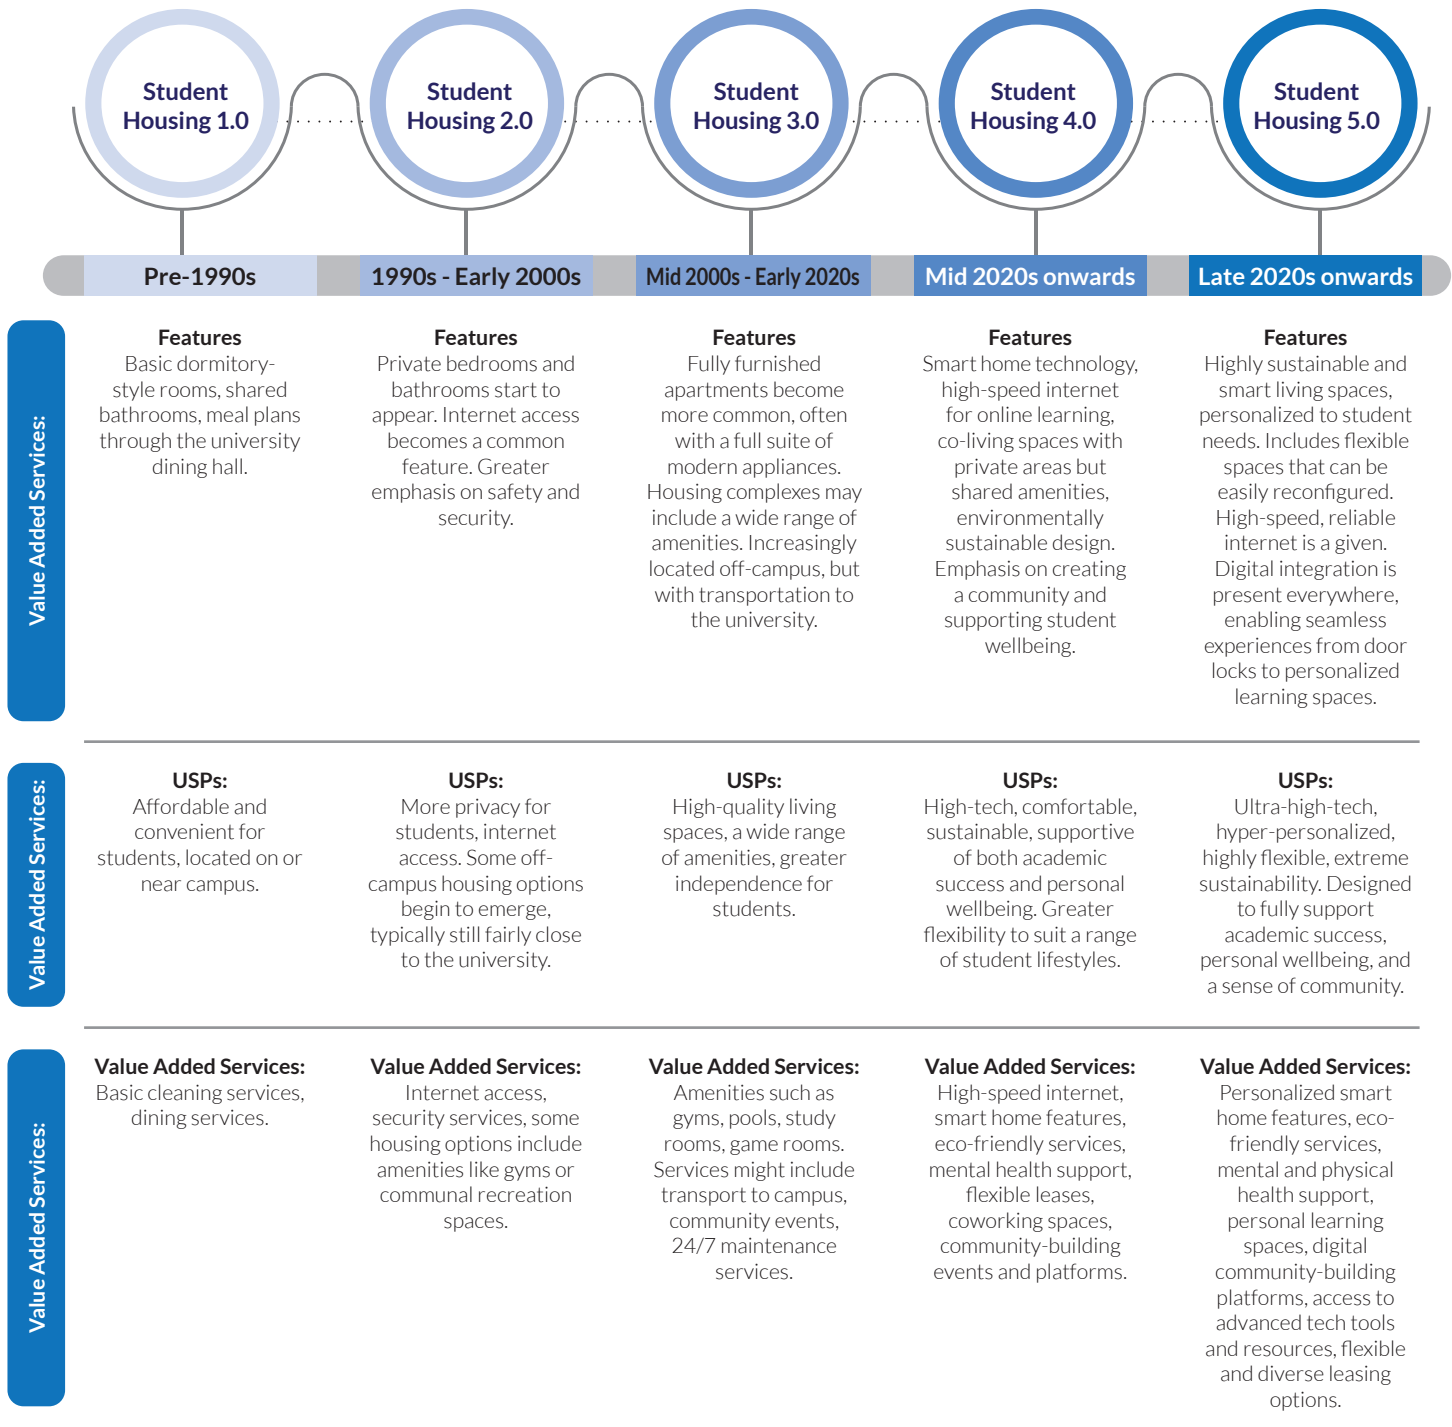 Student
Housing 1.0
Student
Housing 2.0
Student
Housing 3.0
Student
Housing 4.0
Student
Housing 5.0
Pre-1990s
1990s - Early 2000s
Mid 2000s - Early 2020s
Mid 2020s onwards
Late 2020s onwards
Value Added Services:
Features
Basic dormitory-
style rooms, shared
bathrooms, meal plans
through the university
dining hall.
Features
Private bedrooms and
bathrooms start to
appear. Internet access
becomes a common
feature. Greater
emphasis on safety and
security.
Features
Fully furnished
apartments become
more common, often
with a full suite of
modern appliances.
Housing complexes may
include a wide range of
amenities. Increasingly
located off-campus, but
with transportation to
the university.
Features
Smart home technology,
high-speed internet
for online learning,
co-living spaces with
private areas but
shared amenities,
environmentally
sustainable design.
Emphasis on creating
a community and
supporting student
wellbeing.
Features
Highly sustainable and
smart living spaces,
personalized to student
needs. Includes flexible
spaces that can be
easily reconfigured.
High-speed, reliable
internet is a given.
Digital integration is
present everywhere,
enabling seamless
experiences from door
locks to personalized
learning spaces.
Value Added Services:
USPs:
Affordable and
convenient for
students, located on or
near campus.
USPs:
More privacy for
students, internet
access. Some off-
campus housing options
begin to emerge,
typically still fairly close
to the university.
USPs:
High-quality living
spaces, a wide range
of amenities, greater
independence for
students.
USPs:
High-tech, comfortable,
sustainable, supportive
of both academic
success and personal
wellbeing. Greater
flexibility to suit a range
of student lifestyles.
USPs:
Ultra-high-tech,
hyper-personalized,
highly flexible, extreme
sustainability. Designed
to fully support
academic success,
personal wellbeing, and
a sense of community.
Value Added Services:
Value Added Services:
Basic cleaning services,
dining services.
Value Added Services:
Internet access,
security services, some
housing options include
amenities like gyms or
communal recreation
spaces.
Value Added Services:
Amenities such as
gyms, pools, study
rooms, game rooms.
Services might include
transport to campus,
community events,
24/7 maintenance
services.
Value Added Services:
High-speed internet,
smart home features,
eco-friendly services,
mental health support,
flexible leases,
coworking spaces,
community-building
events and platforms.
Value Added Services:
Personalized smart
home features, eco-
friendly services,
mental and physical
health support,
personal learning
spaces, digital
community-building
platforms, access to
advanced tech tools
and resources, flexible
and diverse leasing
options.